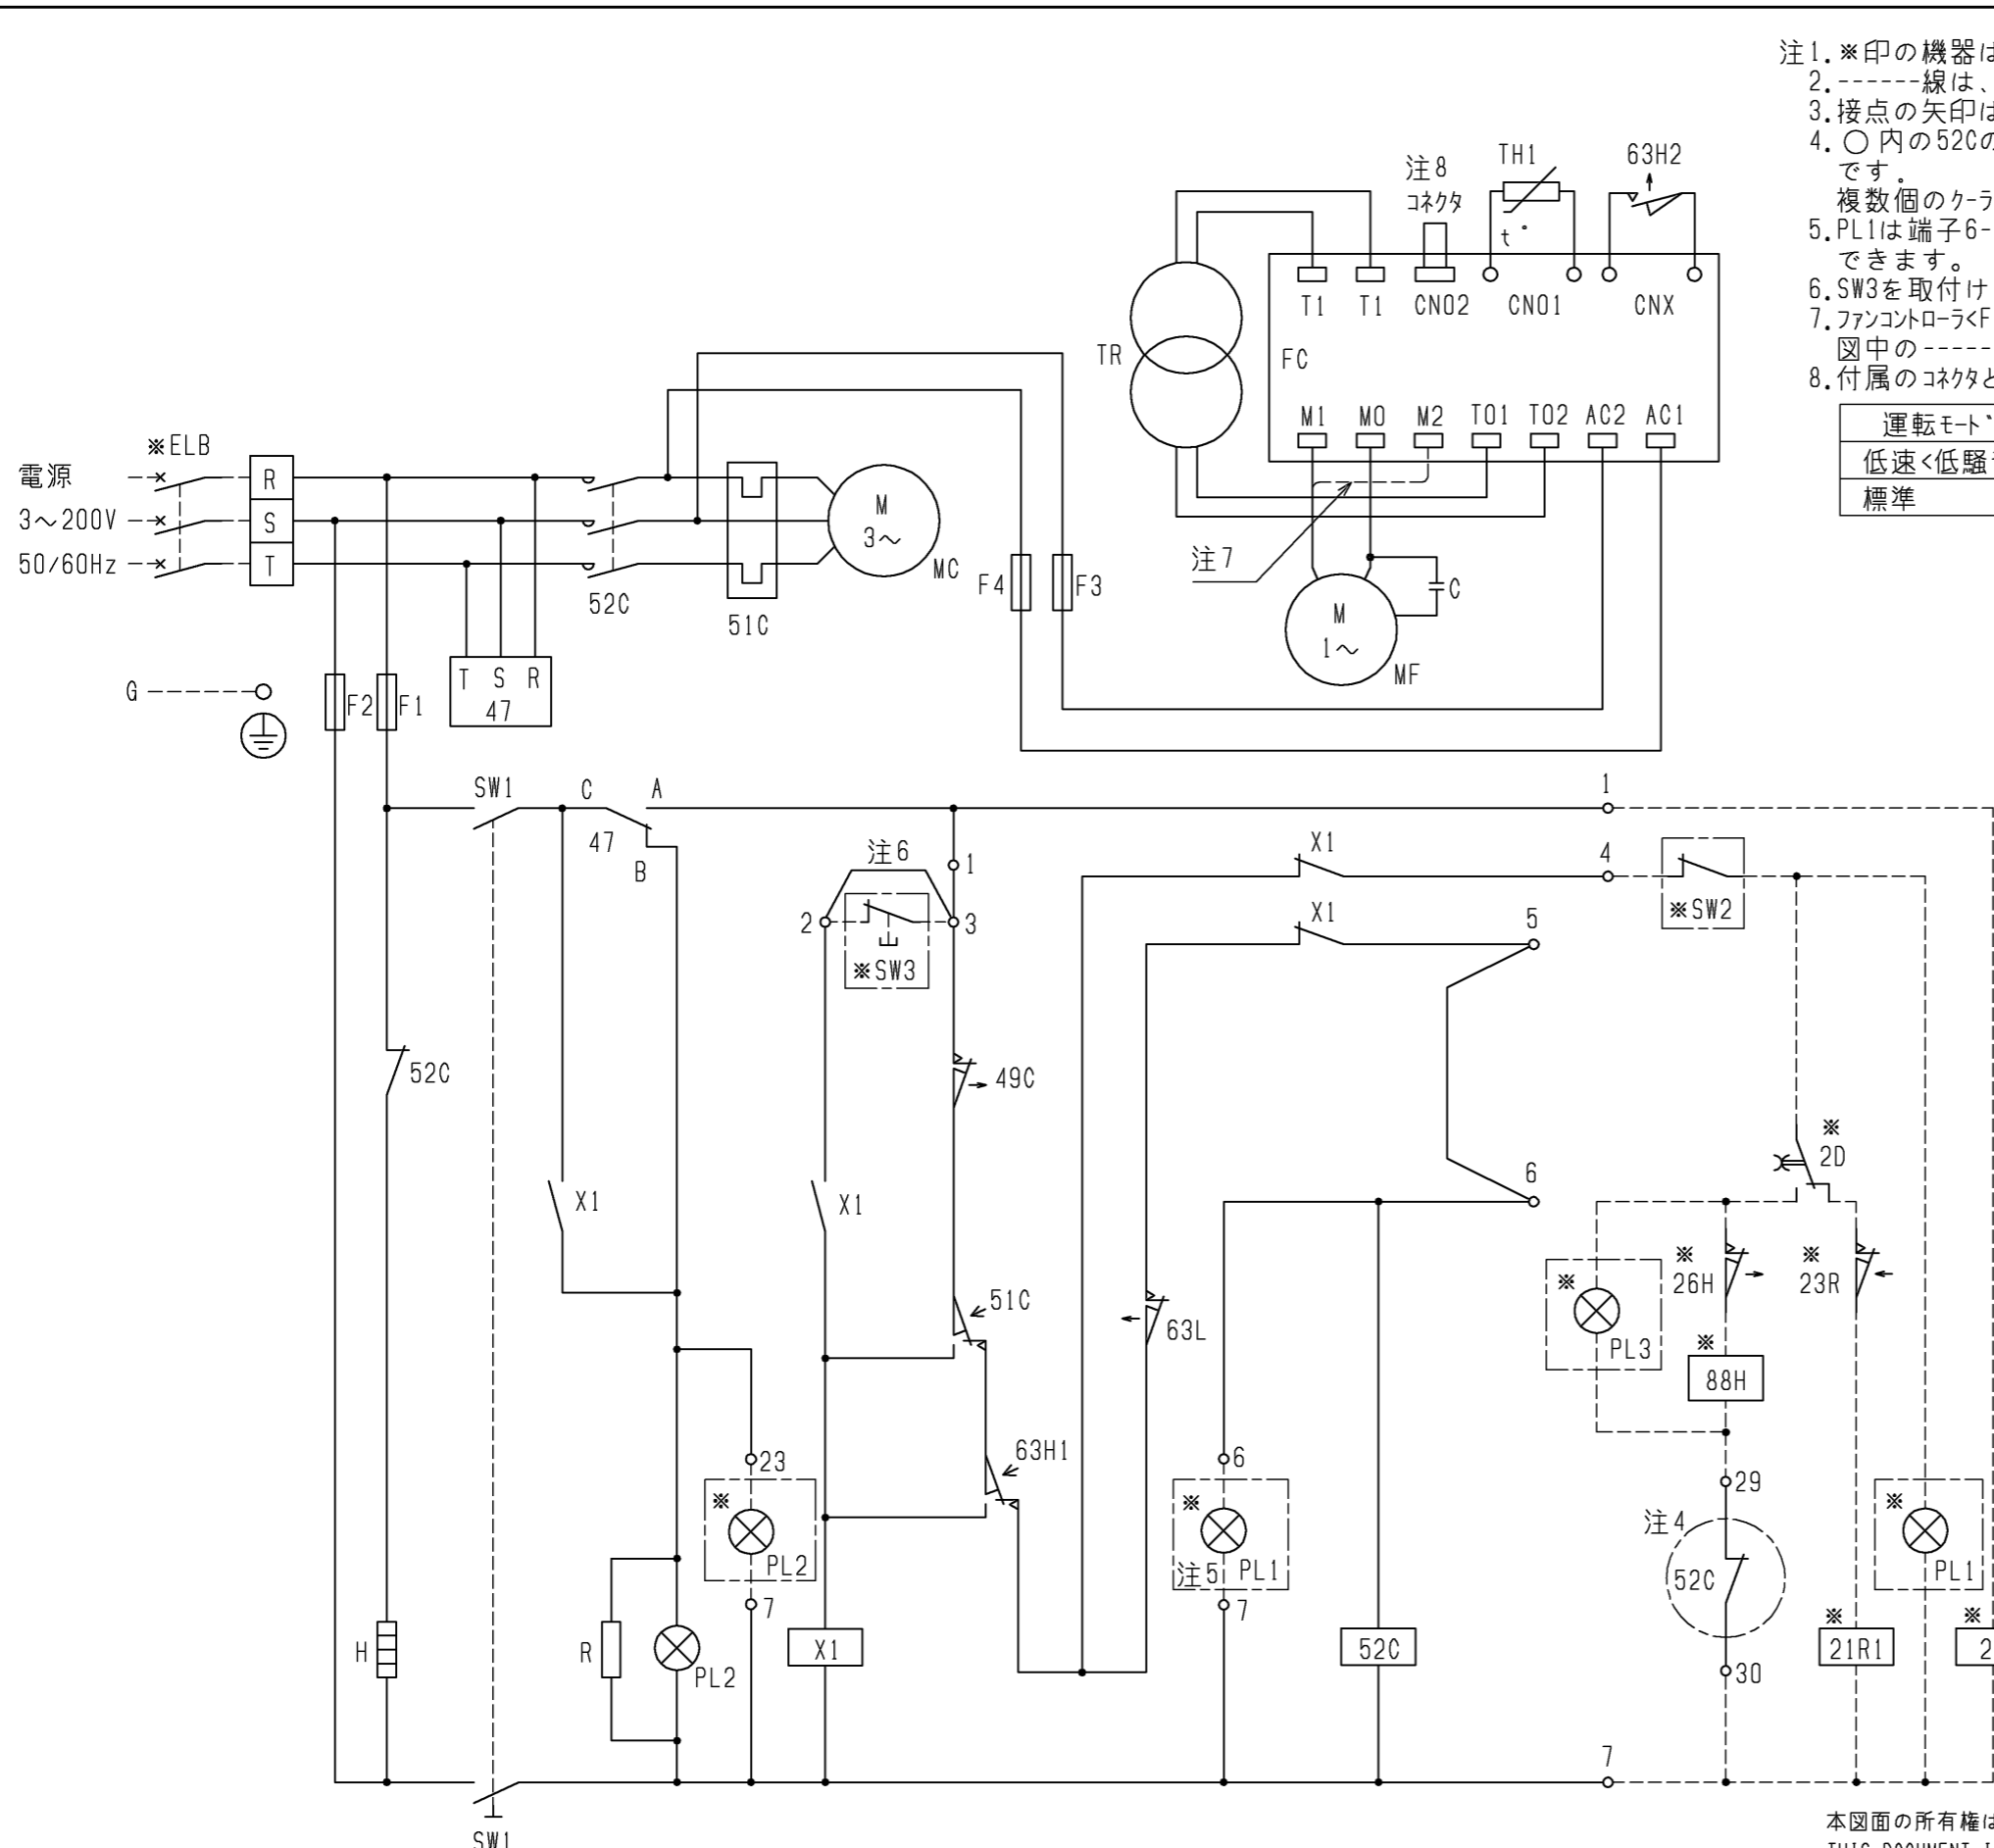 注1.※印の機器は
2.------線は、
3.接点の矢印は
4.○内の52Cの
です。
複数個のクーラ
5.PL1は端子6-
できます。
6.SW3を取付け
7.ファンコントローラ<F
図中の-----
8.付属のコネクタと
運転モード
低速<低騒
標準
注8
コネクタ
TH1
63H2
t°
T1 T1 CN02 CN01 CNX
TR
FC
M1 M0 M2 T01 T02 AC2 AC1
※ELB
電源
3～200V
50/60Hz
R
S
T
52C
51C
M
3～
MC
F4
F3
注7
M
1～
MF
C
G
F2
F1
T S R
47
SW1
C
A
47
B
注6
1
2
3
※SW3
X1
1
4
※SW2
X1
5
52C
49C
X1
X1
6
※
2D
51C
63L
※
PL3
※
26H
※
23R
※
88H
63H1
23
※
PL2
7
6
※
注5
PL1
7
29
注4
52C
30
※
PL1
H
R
PL2
X1
52C
※
21R1
※
2
7
SW1
本図面の所有権は